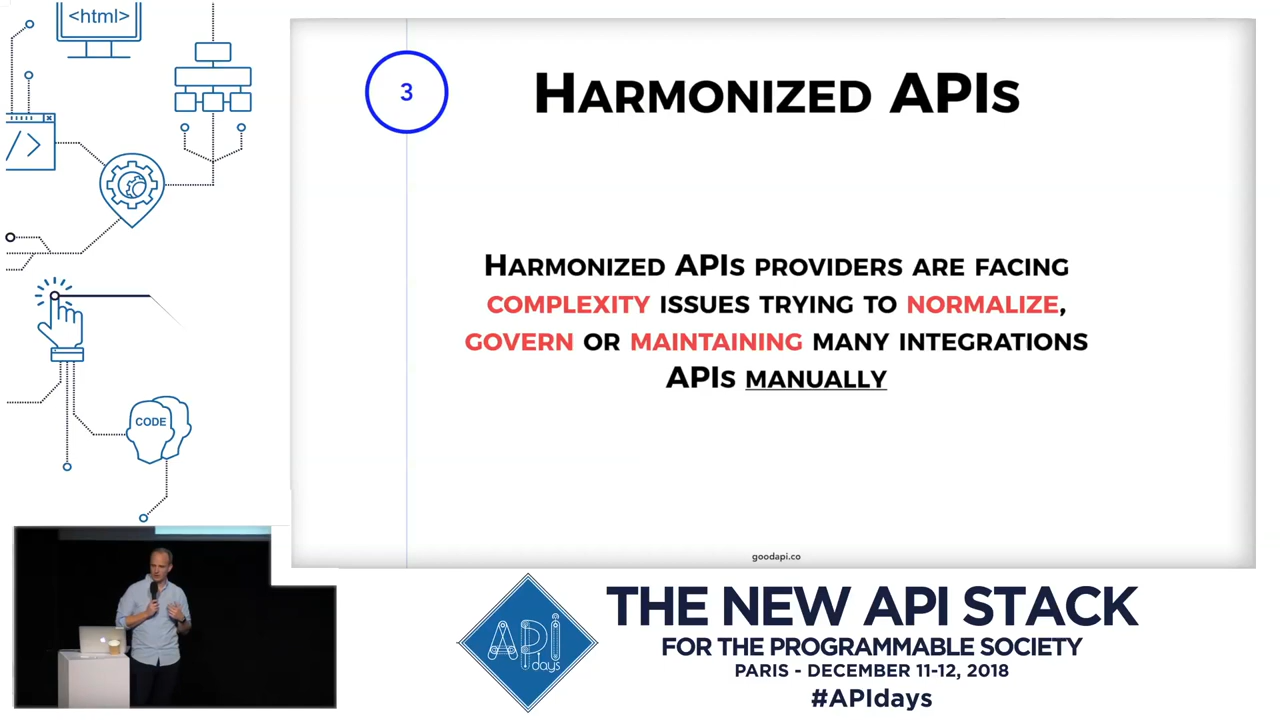 <html>
</>
CODE
3
HARMONIZED APIS
HARMONIZED APIS PROVIDERS ARE FACING
COMPLEXITY ISSUES TRYING TO NORMALIZE,
GOVERN OR MAINTAINING MANY INTEGRATIONS
APIS MANUALLY
goodapi.co
API
days
THE NEW API STACK
FOR THE PROGRAMMABLE SOCIETY
PARIS - DECEMBER 11-12, 2018
#APIdays